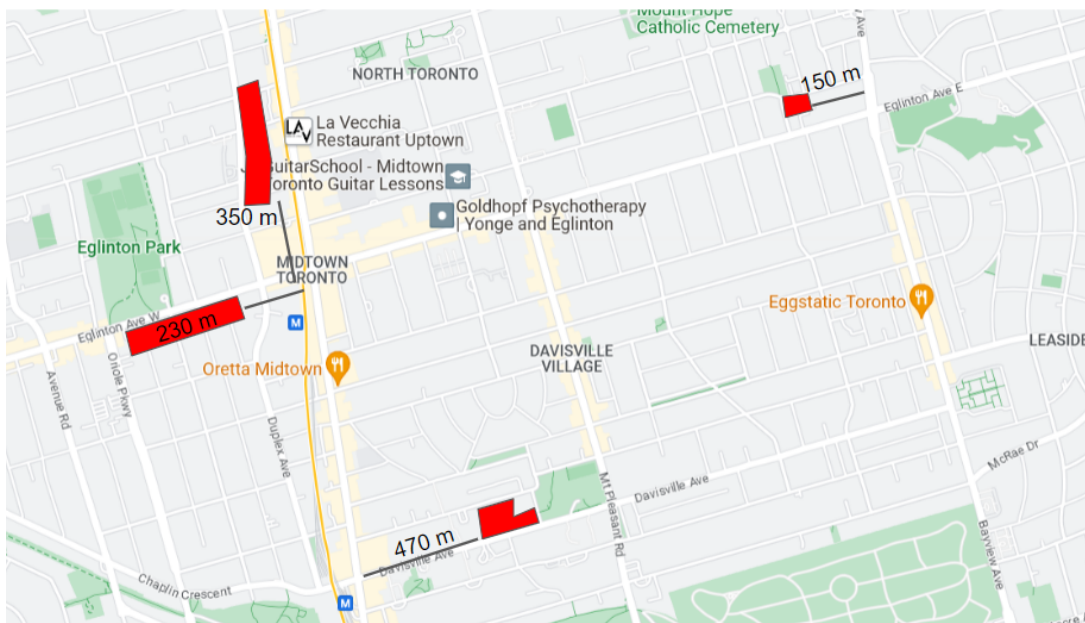 Mount Hope
Catholic Cemetery
Ave
150 m
Eglinton Ave E
NORTH TORONTO
LAV
La Vecchia
Restaurant Uptown
GuitarSchool - Midtown
Toronto Guitar Lessons
350 m
Goldhopf Psychotherapy
| Yonge and Eglinton
Eglinton Park
MIDTOWN
TORONTO
Eggstatic Toronto
Eglinton Ave W
230 m
M
LEASIDE
DAVISVILLE
VILLAGE
Oretta Midtown
Oriole Pkwy
Avenue Rd
Duplex Ave
McRae Dr
Mt Pleasant Rd
Davisville Ave
470 m
Davisville Ave
Bayview Ave
Chaplin Crescent
M